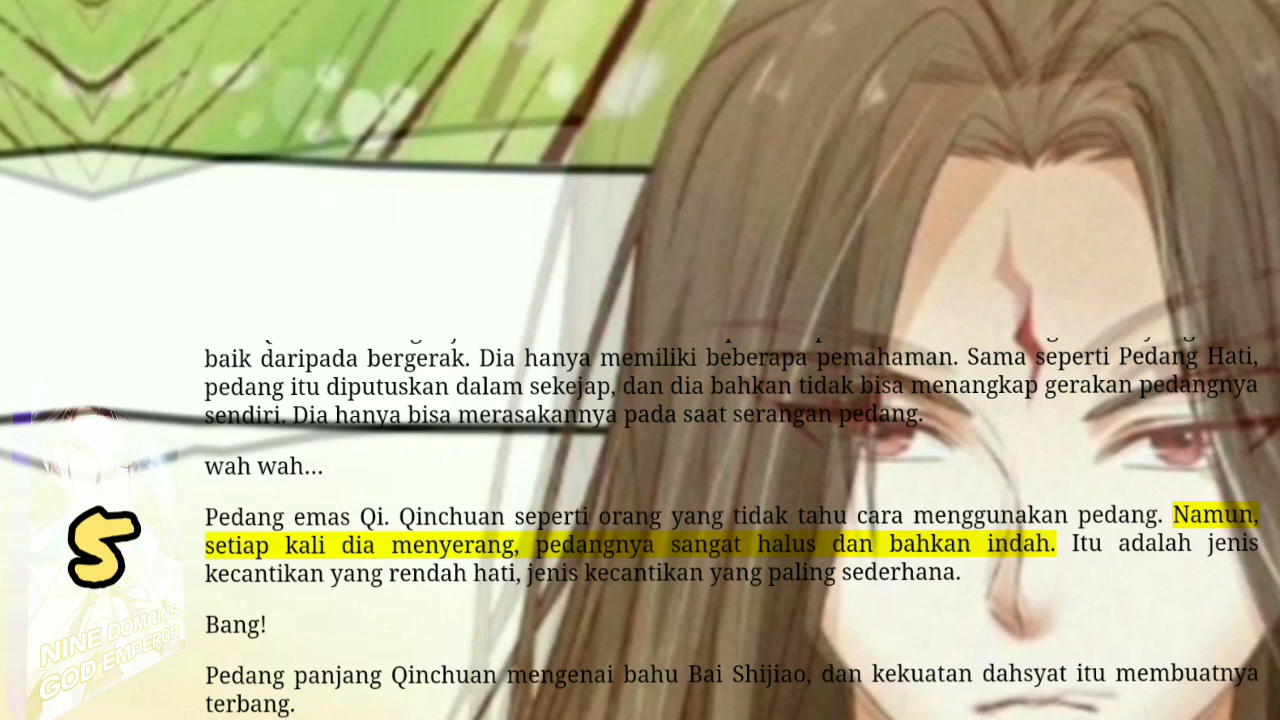 baik daripada bergerak. Dia hanya memiliki beberapa pemahaman. Sama seperti Pedang Hati,
pedang itu diputuskan dalam sekejap, dan dia bahkan tidak bisa menangkap gerakan pedangnya
sendiri. Dia hanya bisa merasakannya pada saat serangan pedang.
wah wah...
Pedang emas Qi. Qinchuan seperti orang yang tidak tahu cara menggunakan pedang. Namun,
setiap kali dia menyerang, pedangnya sangat halus dan bahkan indah. Itu adalah jenis
kecantikan yang rendah hati, jenis kecantikan yang paling sederhana.
Bang!
Pedang panjang Qinchuan mengenai bahu Bai Shijiao, dan kekuatan dahsyat itu membuatnya
terbang.
S
NINE DOMAINS
GOD EMPEROR